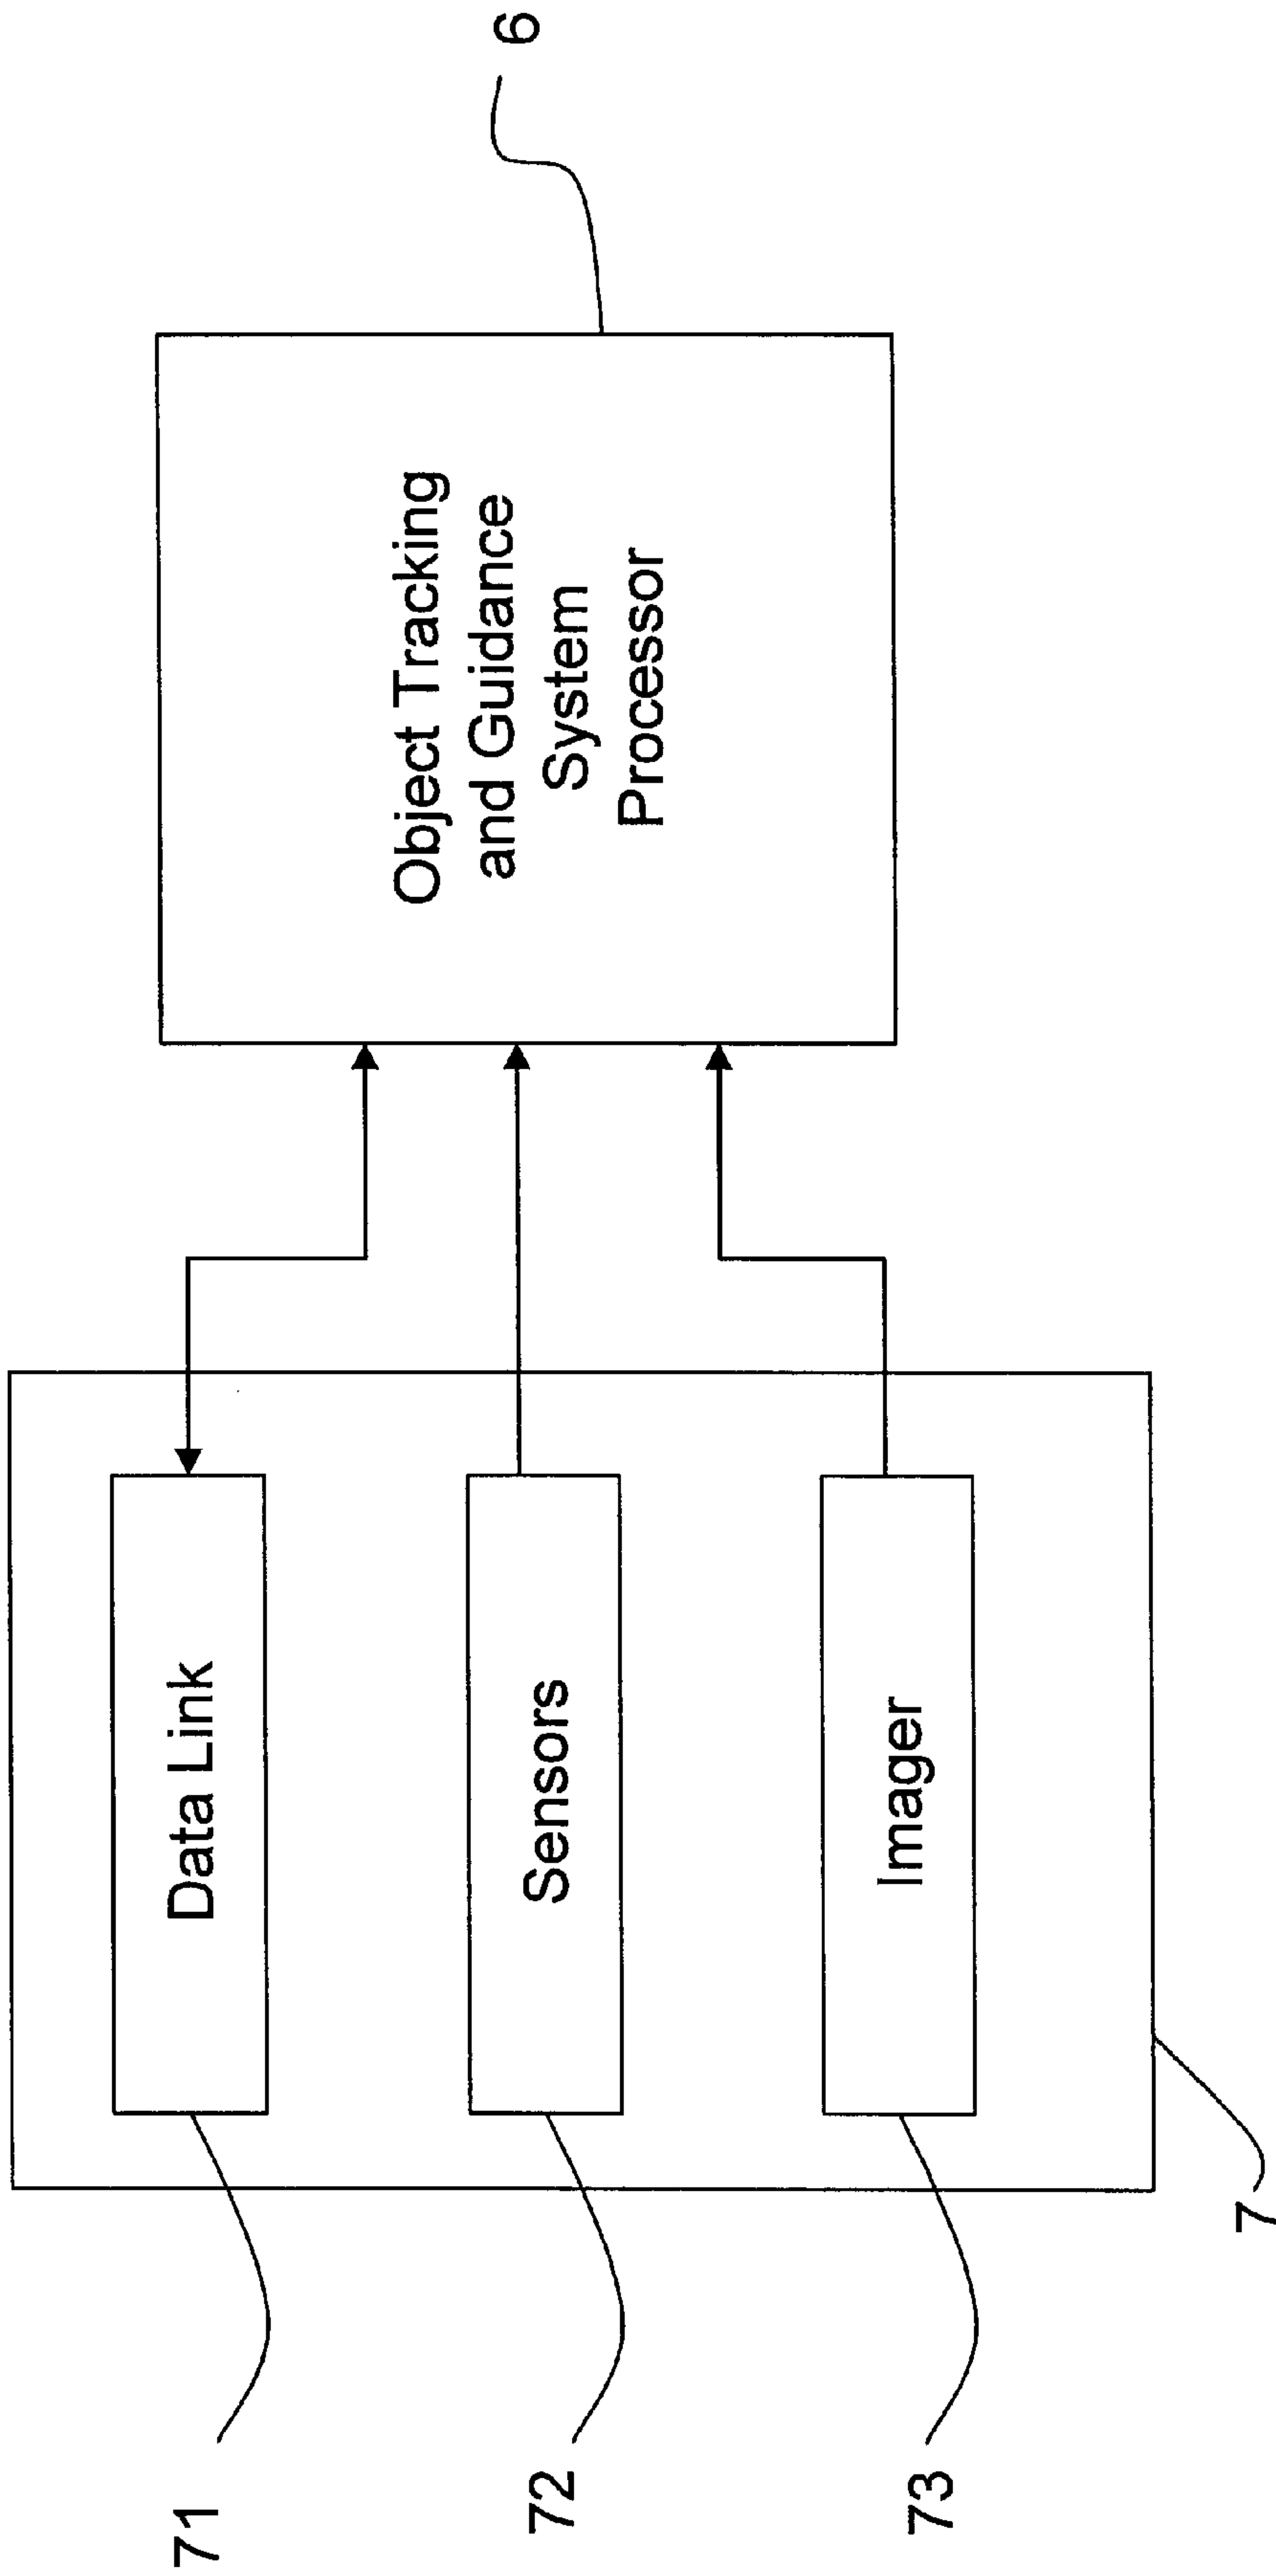 71
Data Link
72
Sensors
73
Imager
7
Object Tracking
and Guidance
System
Processor
6